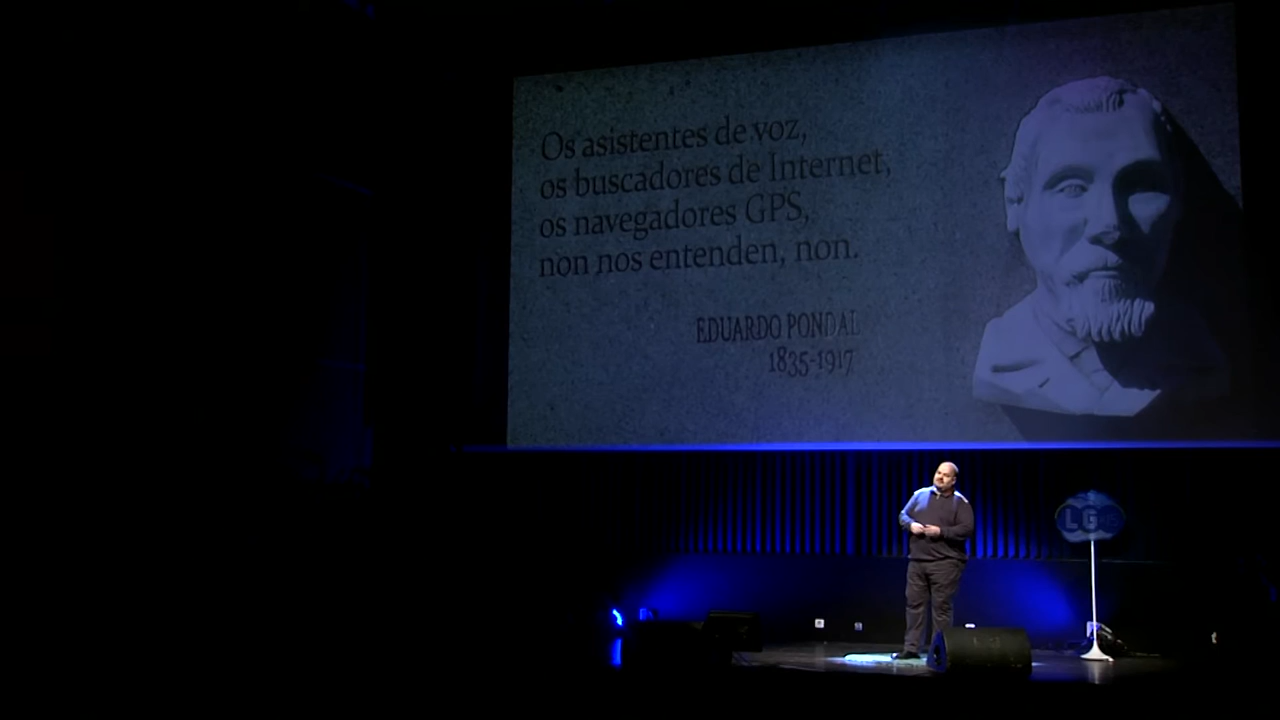 Os asistentes de voz,
os buscadores de Internet,
os navegadores GPS,
non nos entenden, non.
EDUARDO PONDAL
1835-1917
LG